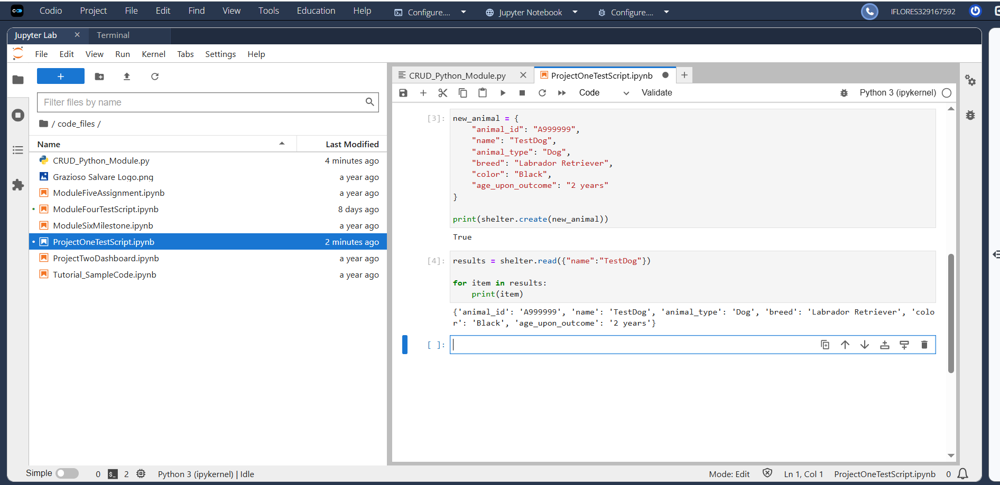 Codio Project File Edit Find View Tools Education Help Configure.... Jupyter Notebook Configure.... IFLORES329167592
Jupyter Lab Terminal
File Edit View Run Kernel Tabs Settings Help
CRUD_Python_Module.py ProjectOneTestScript.ipynb
Code Validate Python 3 (ipykernel)
Filter files by name
/ code_files /
Name Last Modified
CRUD_Python_Module.py 4 minutes ago
Grazioso Salvare Logo.png a year ago
ModuleFiveAssignment.ipynb a year ago
ModuleFourTestScript.ipynb 8 days ago
ModuleSixMilestone.ipynb a year ago
ProjectOneTestScript.ipynb 2 minutes ago
ProjectTwoDashboard.ipynb a year ago
Tutorial_SampleCode.ipynb a year ago
[3]: new_animal = {
"animal_id": "A999999",
"name": "TestDog",
"animal_type": "Dog",
"breed": "Labrador Retriever",
"color": "Black",
"age_upon_outcome": "2 years"
}
print(shelter.create(new_animal))
True
[4]: results = shelter.read({"name":"TestDog"})
for item in results:
print(item)
{'animal_id': 'A999999', 'name': 'TestDog', 'animal_type': 'Dog', 'breed': 'Labrador Retriever', 'colo
r': 'Black', 'age_upon_outcome': '2 years'}
[ ]:
Simple 0 $_ 2 Python 3 (ipykernel) | Idle Mode: Edit Ln 1, Col 1 ProjectOneTestScript.ipynb 0